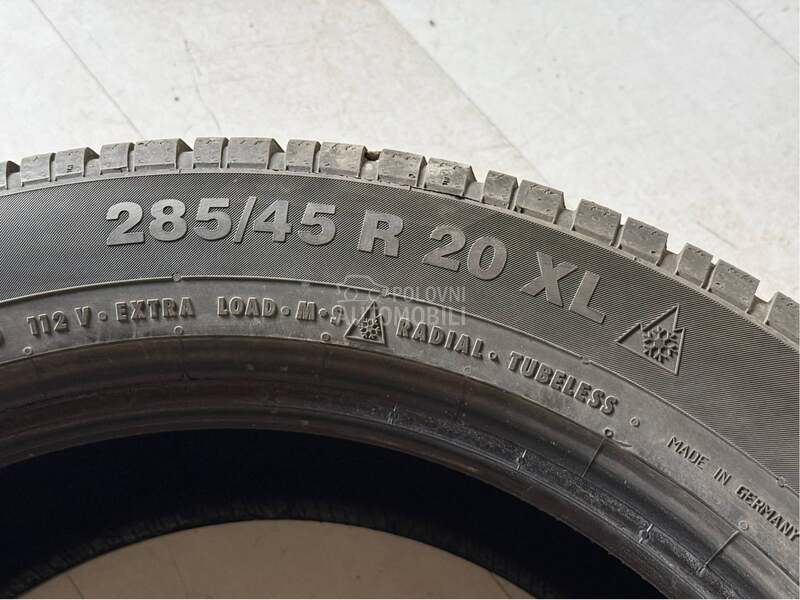 285/45 R 20 XL
112 V · EXTRA LOAD · M · S RADIAL · TUBELESS
POLOVNI
AUTOMOBILI
MADE IN GERMANY